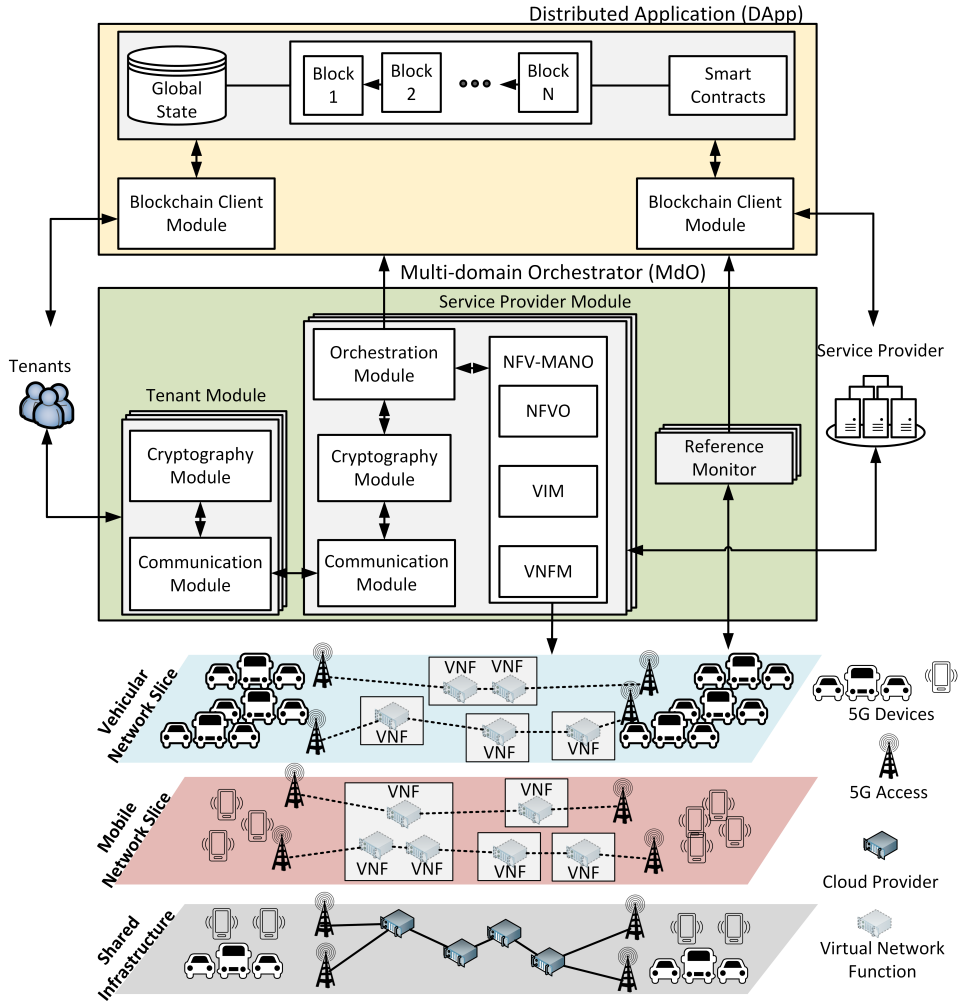 Distributed Application (DApp)
Global
State
Block
1
Block
2
Block
N
Smart
Contracts
Blockchain Client
Module
Blockchain Client
Module
Multi-domain Orchestrator (MdO)
Service Provider Module
Tenants
Tenant Module
Cryptography
Module
Communication
Module
Orchestration
Module
Cryptography
Module
Communication
Module
NFV-MANO
NFVO
VIM
VNFM
Reference
Monitor
Service Provider
Vehicular
Network Slice
VNF
VNF
VNF
VNF
VNF
5G Devices
Mobile
Network Slice
VNF
VNF
VNF
VNF
VNF
VNF
5G Access
Cloud Provider
Shared
Infrastructure
Virtual Network
Function